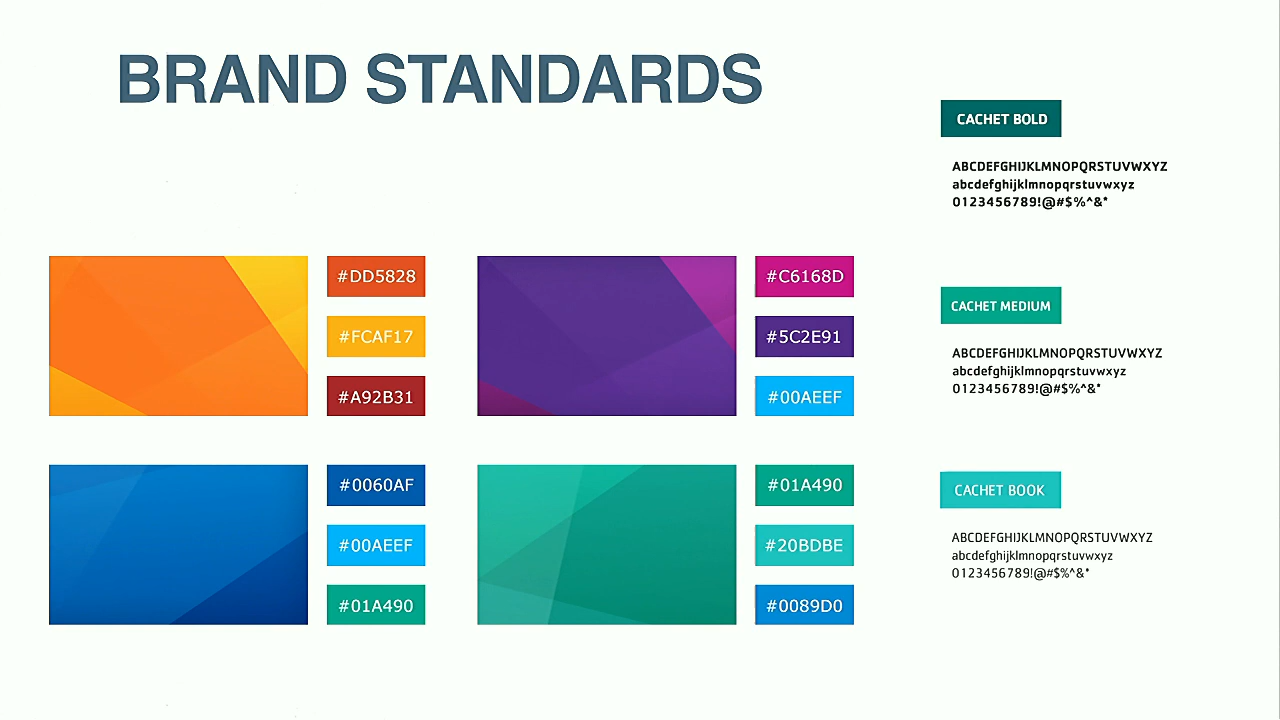 BRAND STANDARDS
#DD5828
#FCAF17
#A92B31
#C6168D
#5C2E91
#00AEEF
#0060AF
#00AEEF
#01A490
#01A490
#20BDBE
#0089D0
CACHET BOLD
ABCDEFGHIJKLMNOPQRSTUVWXYZ
abcdefghijklmnopqrstuvwxyz
0123456789!@#$%^&*
CACHET MEDIUM
ABCDEFGHIJKLMNOPQRSTUVWXYZ
abcdefghijklmnopqrstuvwxyz
0123456789!@#$%^&*
CACHET BOOK
ABCDEFGHIJKLMNOPQRSTUVWXYZ
abcdefghijklmnopqrstuvwxyz
0123456789!@#$%^&*